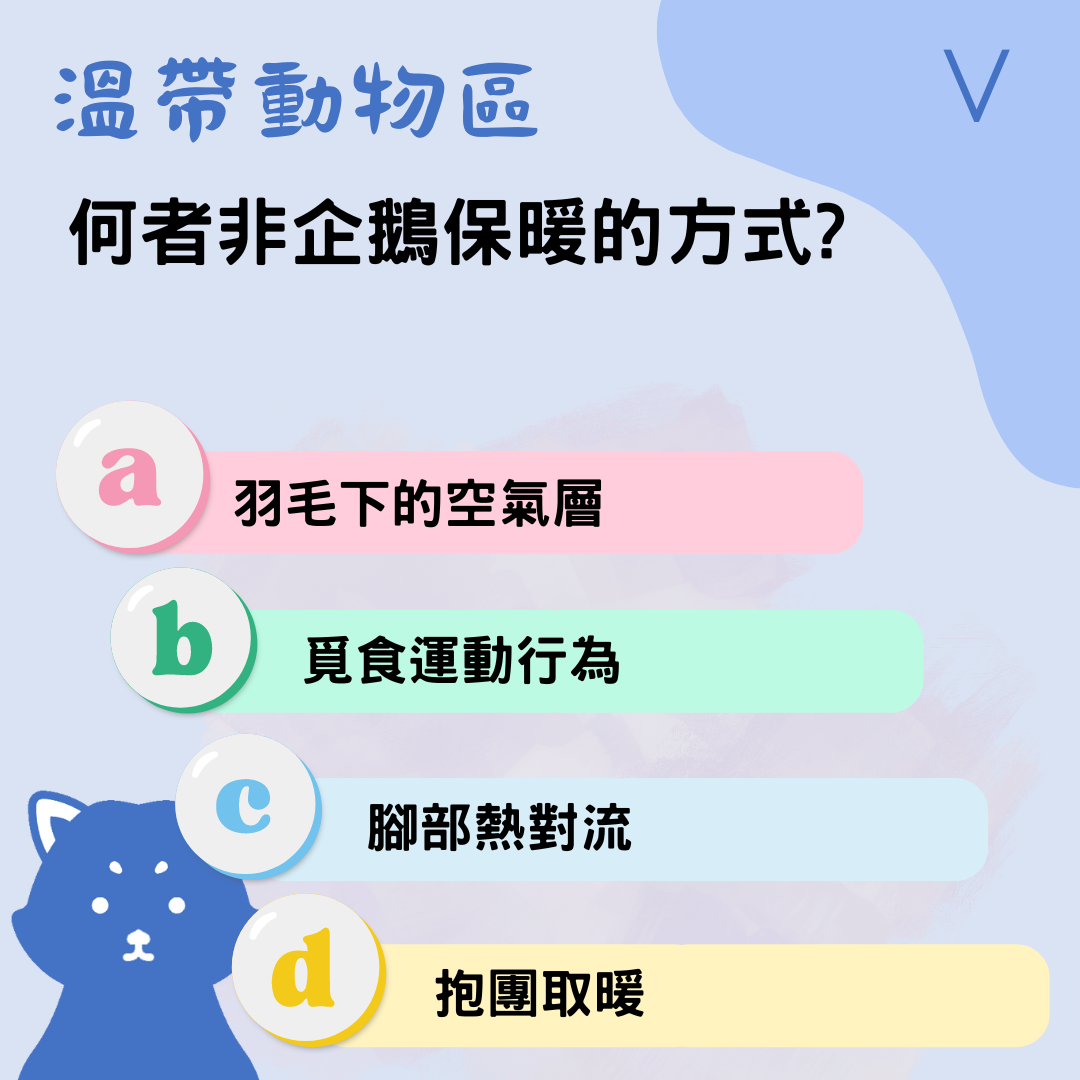 溫帶動物區
V
何者非企鵝保暖的方式?
a
羽毛下的空氣層
b
覓食運動行為
c
腳部熱對流
d
抱團取暖